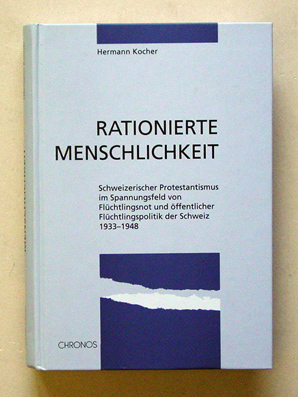 Hermann Kocher
RATIONIERTE
MENSCHLICHKEIT
Schweizerischer Protestantismus
im Spannungsfeld von
Flüchtlingsnot und öffentlicher
Flüchtlingspolitik der Schweiz
1933–1948
CHRONOS